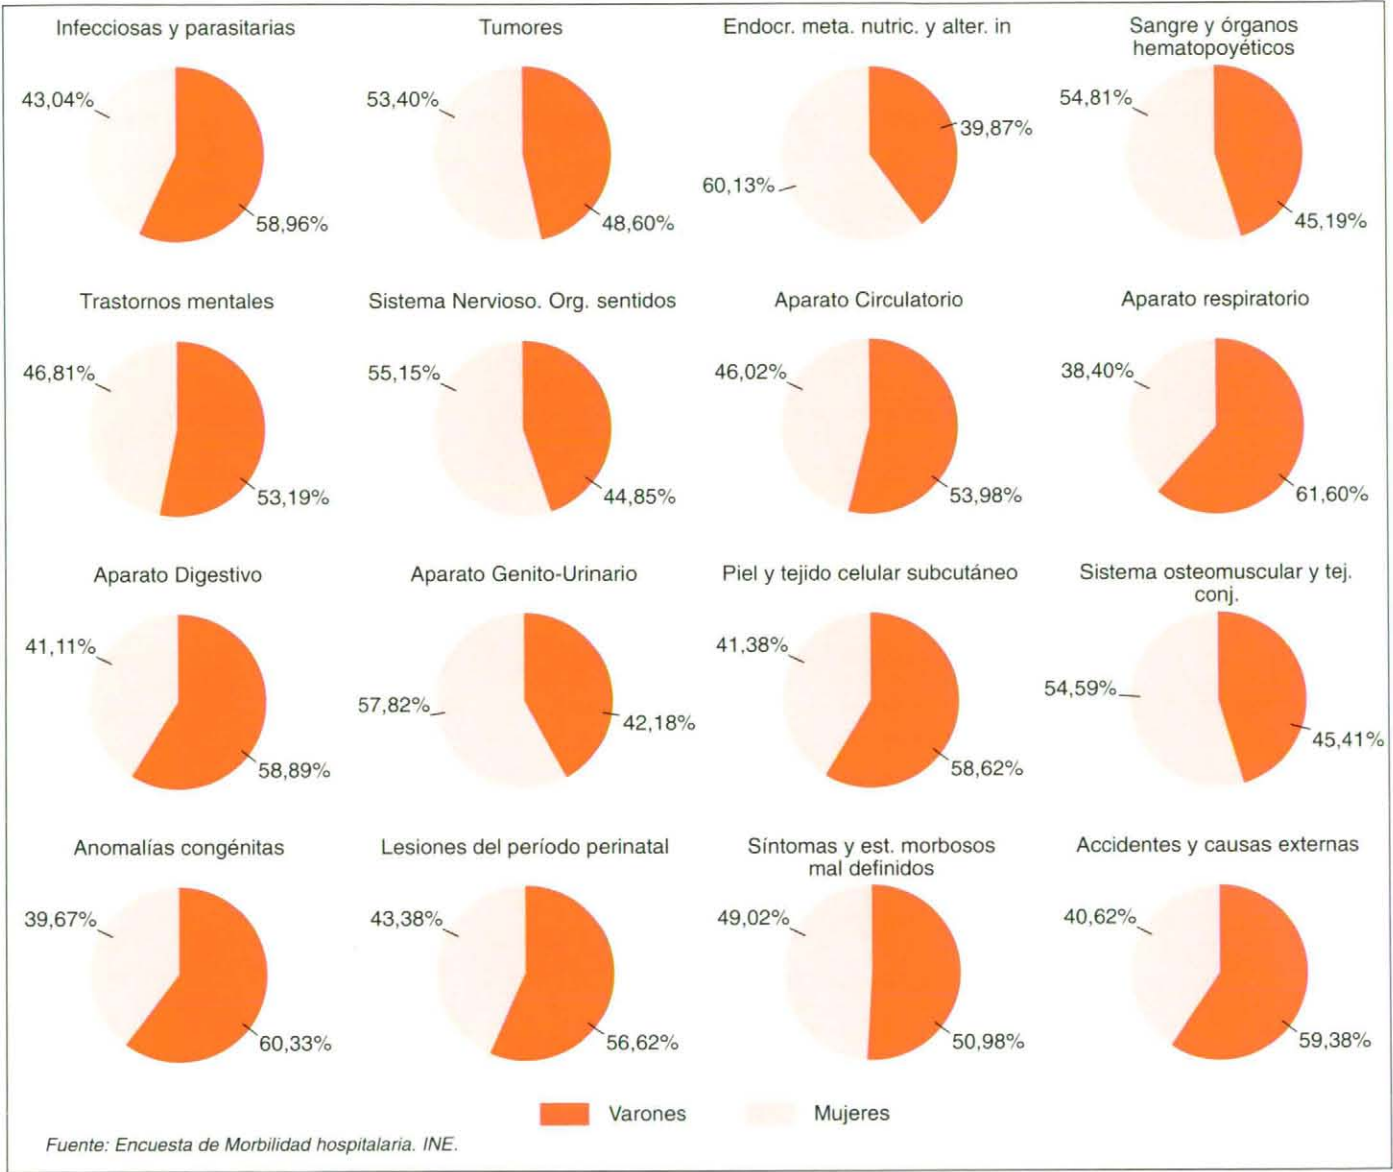 Infecciosas y parasitarias
43,04%
58,96%
Tumores
53,40%
48,60%
Endocr. meta. nutric. y alter. in
39,87%
60,13%
Sangre y órganos
hematopoyéticos
54,81%
45,19%
Trastornos mentales
46,81%
53,19%
Sistema Nervioso. Org. sentidos
55,15%
44,85%
Aparato Circulatorio
46,02%
53,98%
Aparato respiratorio
38,40%
61,60%
Aparato Digestivo
41,11%
58,89%
Aparato Genito-Urinario
57,82%
42,18%
Piel y tejido celular subcutáneo
41,38%
58,62%
Sistema osteomuscular y tej.
conj.
54,59%
45,41%
Anomalías congénitas
39,67%
60,33%
Lesiones del período perinatal
43,38%
56,62%
Síntomas y est. morbosos
mal definidos
49,02%
50,98%
Accidentes y causas externas
40,62%
59,38%
Varones
Mujeres
Fuente: Encuesta de Morbilidad hospitalaria. INE.